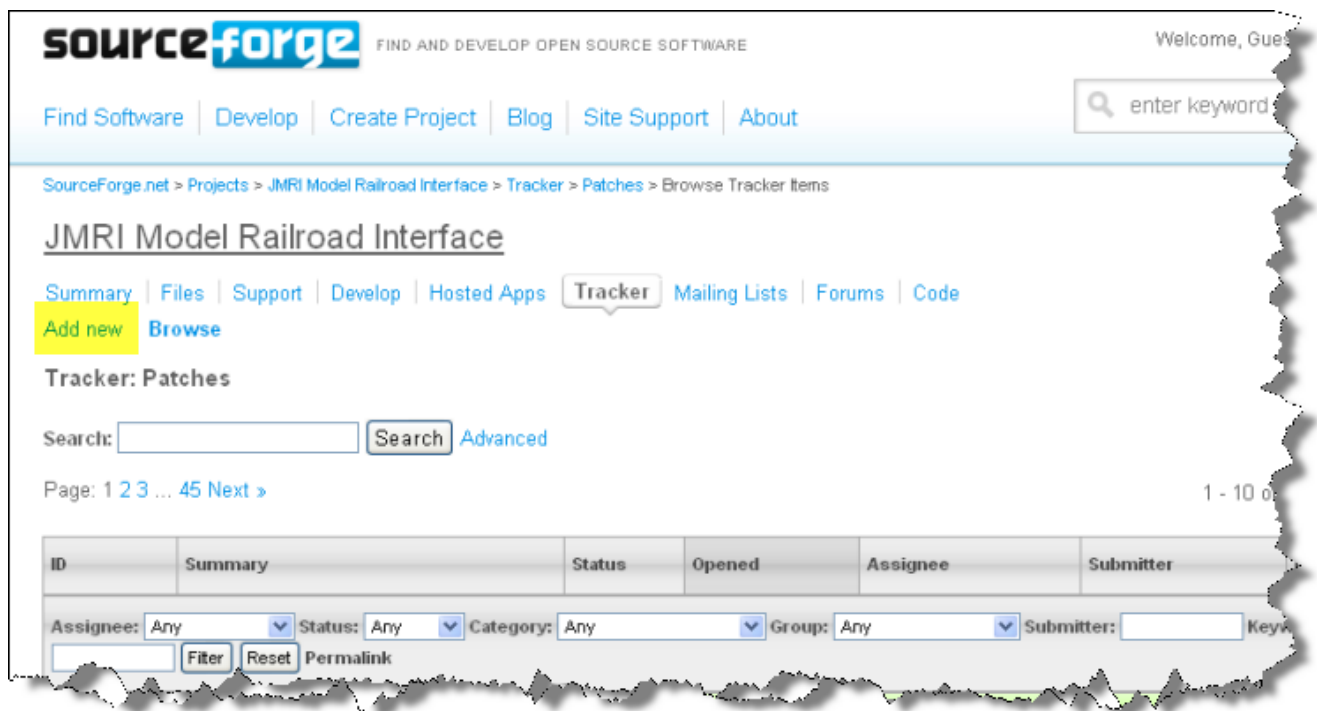 sourceforge FIND AND DEVELOP OPEN SOURCE SOFTWARE Welcome,
Find Software Develop Create Project Blog Site Support About enter keyword
SourceForge.net > Projects > JMRI Model Railroad Interface > Tracker > Patches > Browse Tracker Items
JMRI Model Railroad Interface
Summary Files Support Develop Hosted Apps Tracker Mailing Lists Forums Code
Add new Browse
Tracker: Patches
Search: Search Advanced
Page: 1 2 3 ... 45 Next »
1 - 10
ID Summary Status Opened Assignee Submitter
Assignee: Any Status: Any Category: Any Group: Any Submitter:
Filter Reset Permalink